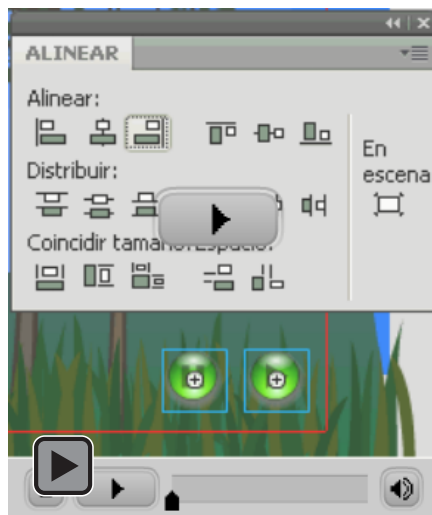 ALINEAR
Alinear:
En
escena
Distribuir:
Coincidir tamaño: Espacio: